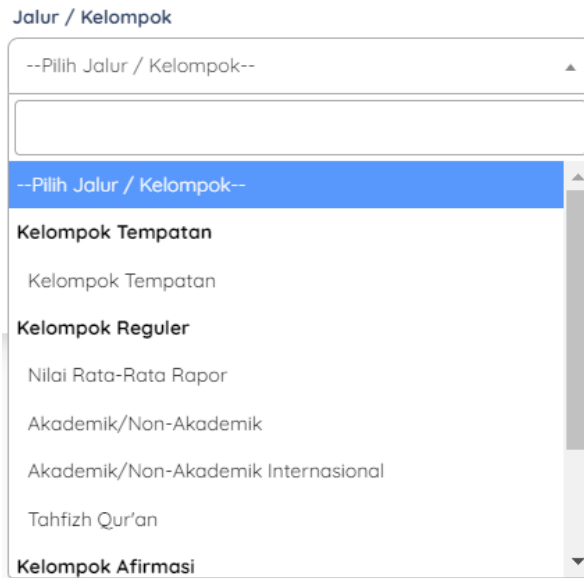 Jalur / Kelompok
--Pilih Jalur / Kelompok--
--Pilih Jalur / Kelompok--
Kelompok Tempatan
Kelompok Tempatan
Kelompok Reguler
Nilai Rata-Rata Rapor
Akademik/Non-Akademik
Akademik/Non-Akademik Internasional
Tahfizh Qur'an
Kelompok Afirmasi